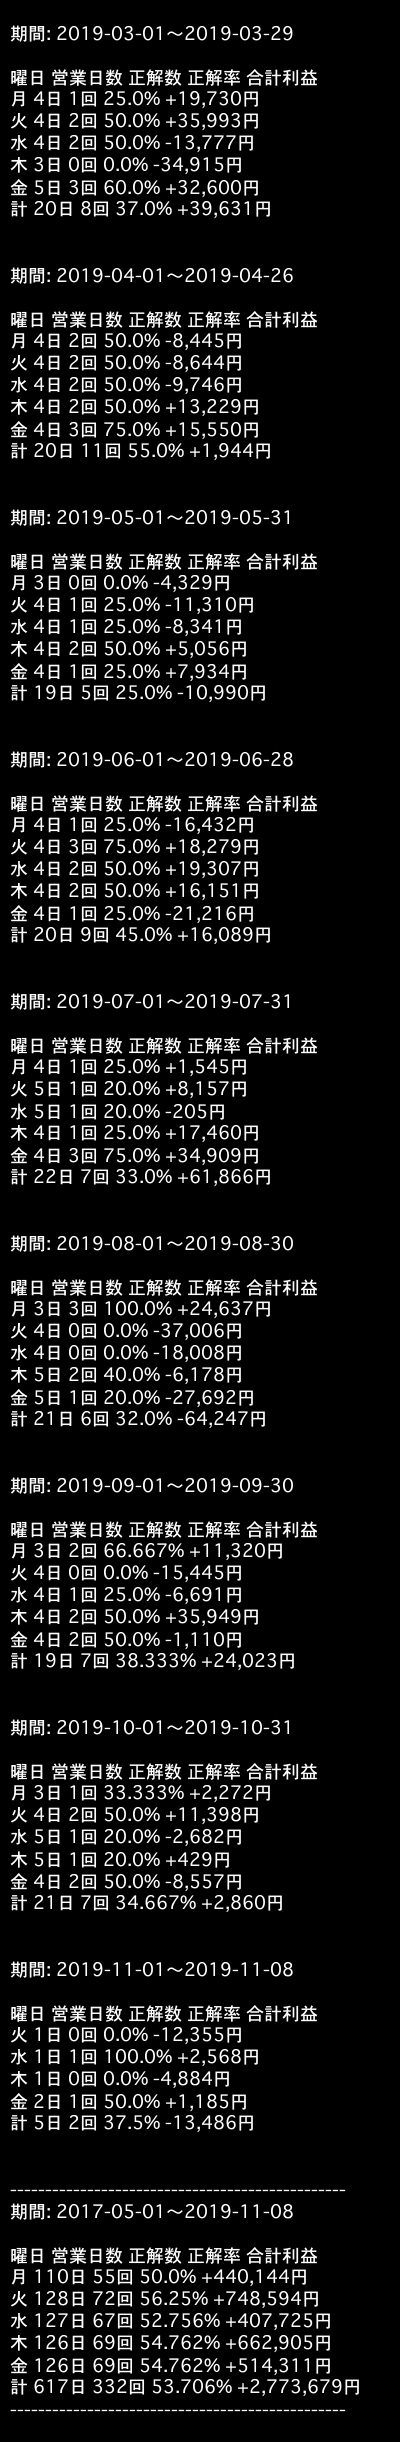 期間: 2019-03-01〜2019-03-29
曜日 営業日数 正解数 正解率 合計利益
月 4日 1回 25.0% +19,730円
火 4日 2回 50.0% +35,993円
水 4日 2回 50.0% -13,777円
木 3日 0回 0.0% -34,915円
金 5日 3回 60.0% +32,600円
計 20日 8回 37.0% +39,631円
期間: 2019-04-01〜2019-04-26
曜日 営業日数 正解数 正解率 合計利益
月 4日 2回 50.0% -8,445円
火 4日 2回 50.0% -8,644円
水 4日 2回 50.0% -9,746円
木 4日 2回 50.0% +13,229円
金 4日 3回 75.0% +15,550円
計 20日 11回 55.0% +1,944円
期間: 2019-05-01〜2019-05-31
曜日 営業日数 正解数 正解率 合計利益
月 3日 0回 0.0% -4,329円
火 4日 1回 25.0% -11,310円
水 4日 1回 25.0% -8,341円
木 4日 2回 50.0% +5,056円
金 4日 1回 25.0% +7,934円
計 19日 5回 25.0% -10,990円
期間: 2019-06-01〜2019-06-28
曜日 営業日数 正解数 正解率 合計利益
月 4日 1回 25.0% -16,432円
火 4日 3回 75.0% +18,279円
水 4日 2回 50.0% +19,307円
木 4日 2回 50.0% +16,151円
金 4日 1回 25.0% -21,216円
計 20日 9回 45.0% +16,089円
期間: 2019-07-01〜2019-07-31
曜日 営業日数 正解数 正解率 合計利益
月 4日 1回 25.0% +1,545円
火 5日 1回 20.0% +8,157円
水 5日 1回 20.0% -205円
木 4日 1回 25.0% +17,460円
金 4日 3回 75.0% +34,909円
計 22日 7回 33.0% +61,866円
期間: 2019-08-01〜2019-08-30
曜日 営業日数 正解数 正解率 合計利益
月 3日 3回 100.0% +24,637円
火 4日 0回 0.0% -37,006円
水 4日 0回 0.0% -18,008円
木 5日 2回 40.0% -6,178円
金 5日 1回 20.0% -27,692円
計 21日 6回 32.0% -64,247円
期間: 2019-09-01〜2019-09-30
曜日 営業日数 正解数 正解率 合計利益
月 3日 2回 66.667% +11,320円
火 4日 0回 0.0% -15,445円
水 4日 1回 25.0% -6,691円
木 4日 2回 50.0% +35,949円
金 4日 2回 50.0% -1,110円
計 19日 7回 38.333% +24,023円
期間: 2019-10-01〜2019-10-31
曜日 営業日数 正解数 正解率 合計利益
月 3日 1回 33.333% +2,272円
火 4日 2回 50.0% +11,398円
水 5日 1回 20.0% -2,682円
木 5日 1回 20.0% +429円
金 4日 2回 50.0% -8,557円
計 21日 7回 34.667% +2,860円
期間: 2019-11-01〜2019-11-08
曜日 営業日数 正解数 正解率 合計利益
火 1日 0回 0.0% -12,355円
水 1日 1回 100.0% +2,568円
木 1日 0回 0.0% -4,884円
金 2日 1回 50.0% +1,185円
計 5日 2回 37.5% -13,486円
------------------------------------------------
期間: 2017-05-01〜2019-11-08
曜日 営業日数 正解数 正解率 合計利益
月 110日 55回 50.0% +440,144円
火 128日 72回 56.25% +748,594円
水 127日 67回 52.756% +407,725円
木 126日 69回 54.762% +662,905円
金 126日 69回 54.762% +514,311円
計 617日 332回 53.706% +2,773,679円
------------------------------------------------